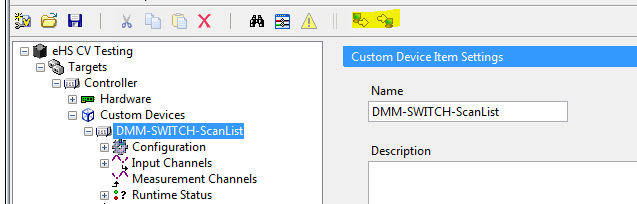 eHS CV Testing
Targets
Controller
Hardware
Custom Devices
DMM-SWITCH-ScanList
Configuration
Input Channels
Measurement Channels
Runtime Status
Custom Device Item Settings
Name
DMM-SWITCH-ScanList
Description